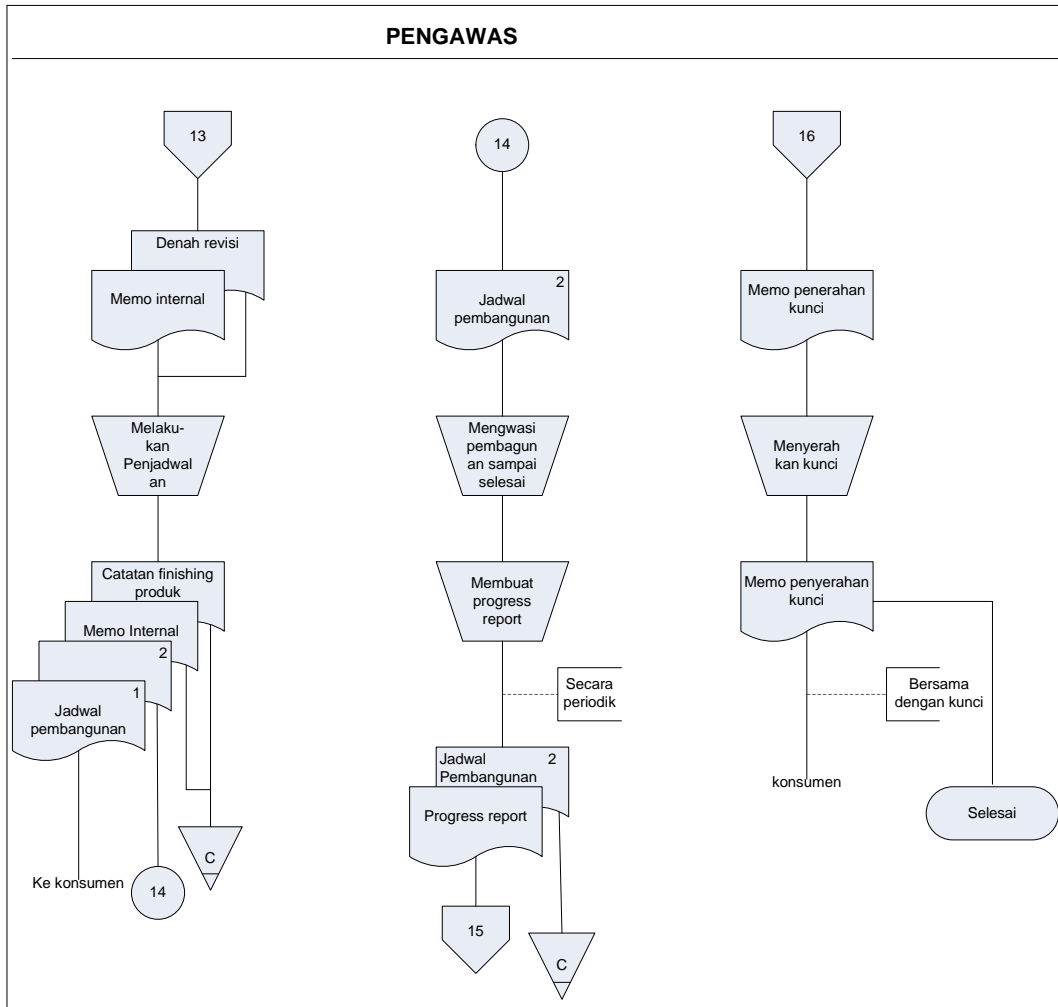 PENGAWAS
13
Denah revisi
Memo internal
Melaku-
kan
Penjadwal
an
Catatan finishing
produk
Memo Internal
2
1
Jadwal
pembangunan
Ke konsumen
14
C
14
2
Jadwal
pembangunan
Mengwasi
pembagun
an sampai
selesai
Membuat
progress
report
Secara
periodik
Jadwal 2
Pembangunan
Progress report
15
C
16
Memo penerahan
kunci
Menyerah
kan kunci
Memo penyerahan
kunci
Bersama
dengan kunci
konsumen
Selesai